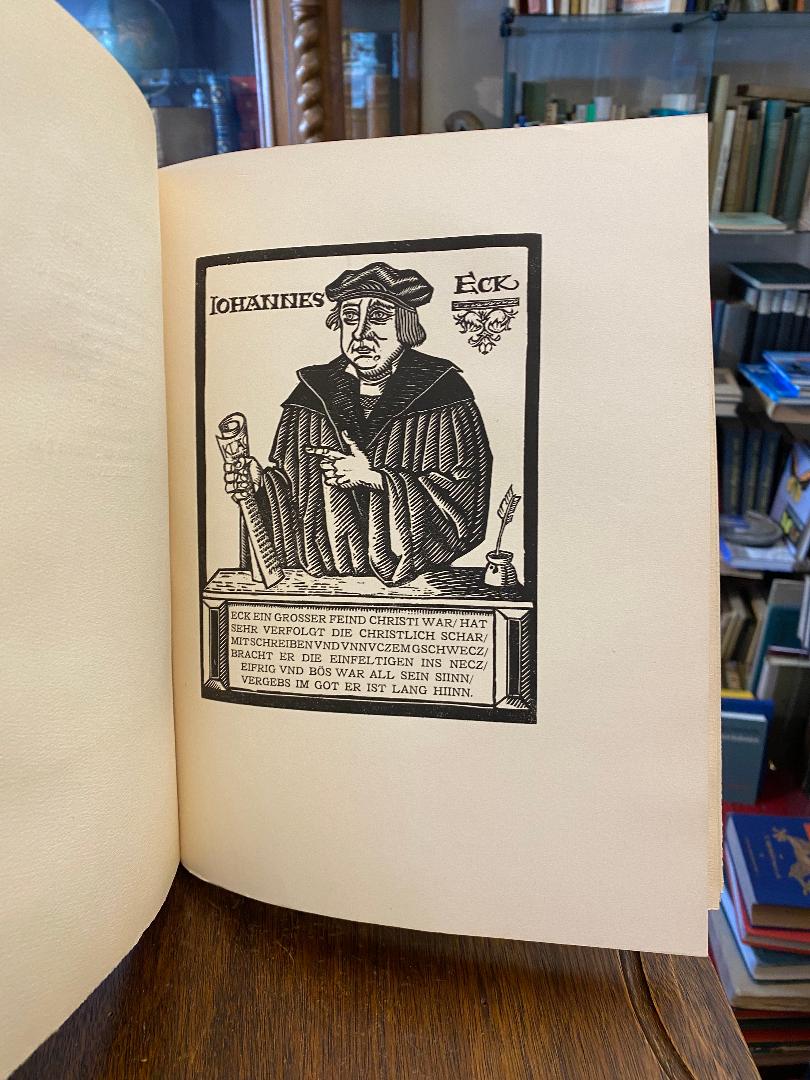 IOHANNES ECK
ECK EIN GROSSER FEIND CHRISTI WAR/ HAT
SEHR VERFOLGT DIE CHRISTLICH SCHAR/
MIT SCHREIBEN VND VNNVCZEM GSCHWECZ/
BRACHT ER DIE EINFELTIGEN INS NECZ/
EIFRIG VND BÖS WAR ALL SEIN SIINN/
VERGEBS IM GOT ER IST LANG HIINN.